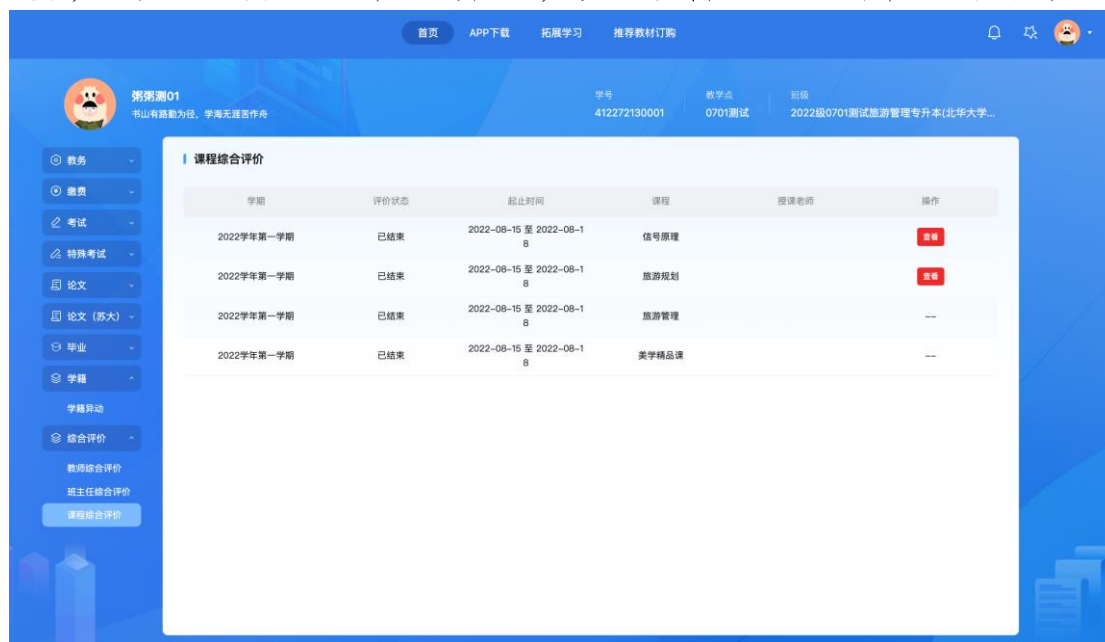 首页 APP下载 拓展学习 推荐教材订购
粥粥测01
书山有路勤为径，学海无涯苦作舟
学号 教学点 班级
412272130001 0701测试 2022级0701测试旅游管理专升本(北华大学...
教务
缴费
考试
特殊考试
论文
论文（苏大）
毕业
学籍
学籍异动
综合评价
教师综合评价
班主任综合评价
课程综合评价
课程综合评价
学期 评价状态 起止时间 课程 授课老师 操作
2022学年第一学期 已结束 2022-08-15 至 2022-08-1
8 信号原理 查看
2022学年第一学期 已结束 2022-08-15 至 2022-08-1
8 旅游规划 查看
2022学年第一学期 已结束 2022-08-15 至 2022-08-1
8 旅游管理 --
2022学年第一学期 已结束 2022-08-15 至 2022-08-1
8 美学精品课 --